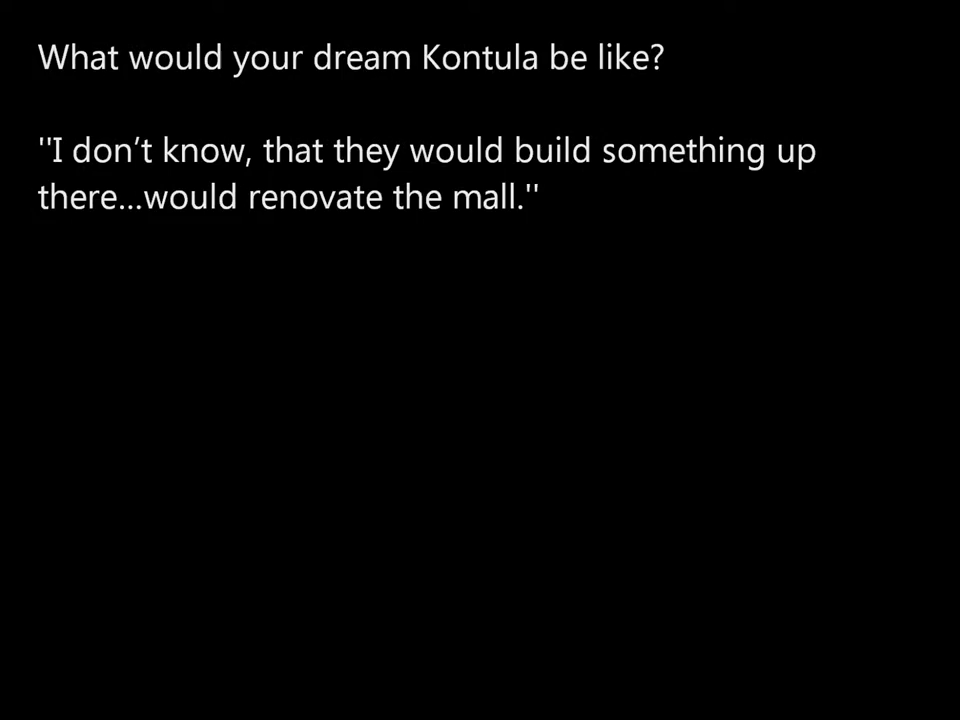 What would your dream Kontula be like?
''I don’t know, that they would build something up
there...would renovate the mall.''